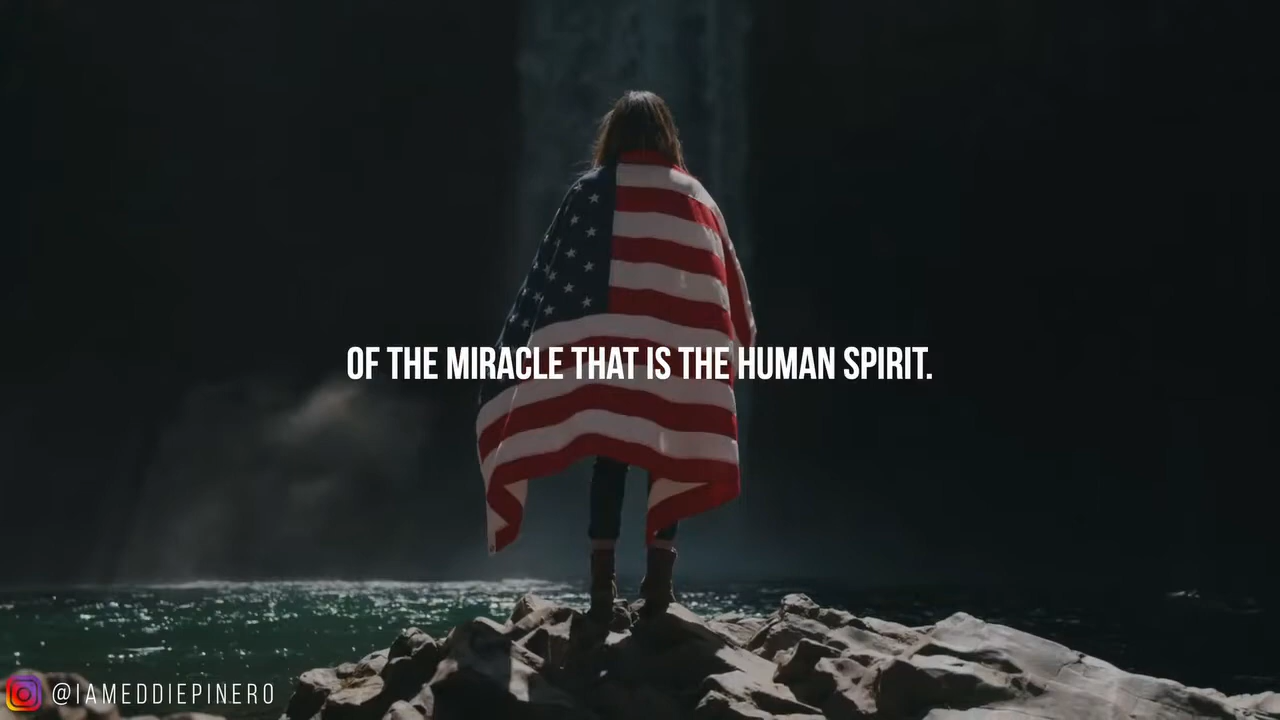 OF THE MIRACLE THAT IS THE HUMAN SPIRIT.
@IAMEDDIEPINERO